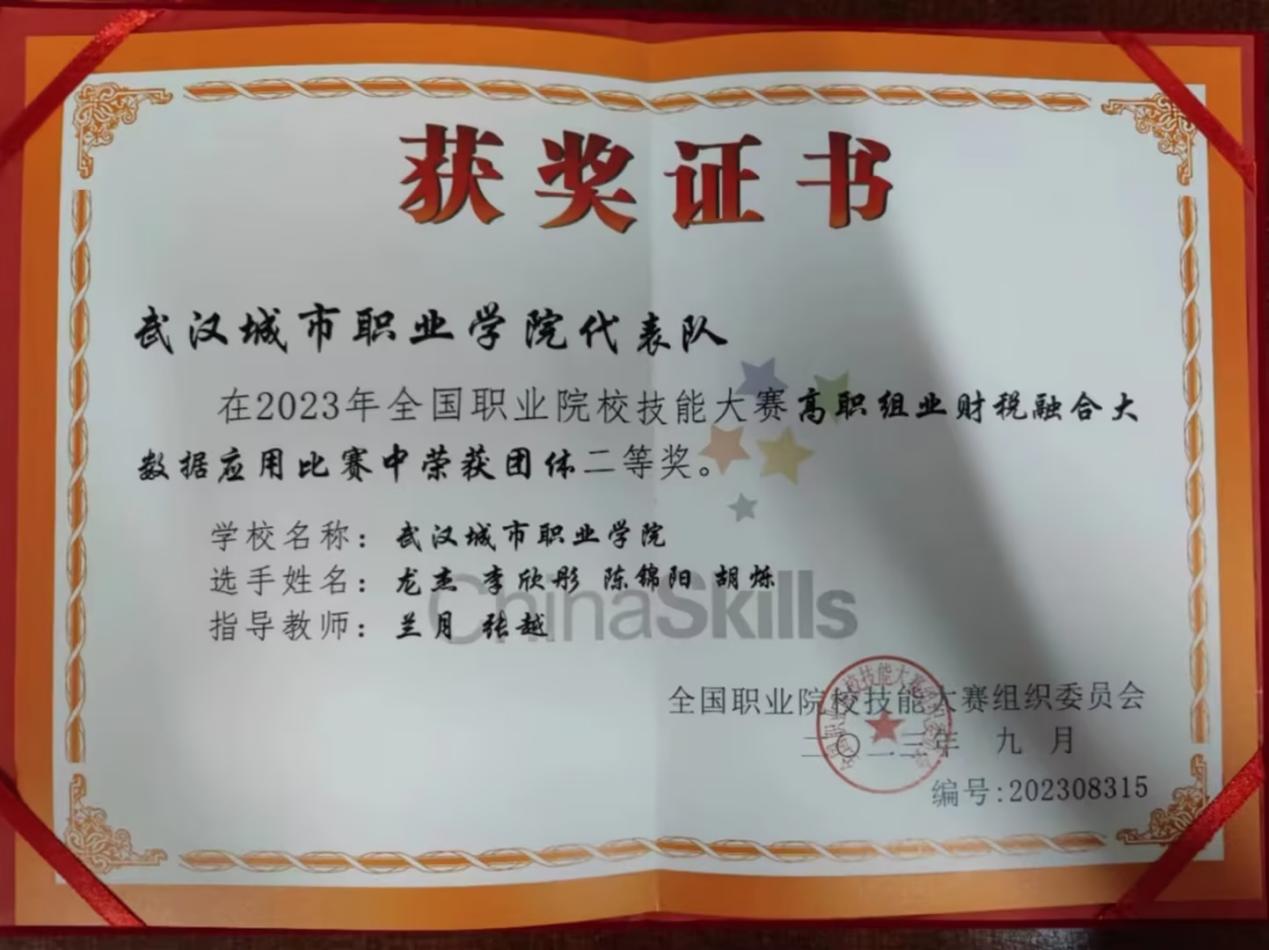 获奖证书
武汉城市职业学院代表队
在2023年全国职业院校技能大赛高职组业财税融合大
数据应用比赛中荣获团体二等奖。
学校名称：武汉城市职业学院
选手姓名：龙杰 李欣彤 陈锦阳 胡烁
指导教师：兰月 张越
ChinaSkills
全国职业院校技能大赛组织委员会
二〇二三年 九月
编号:202308315